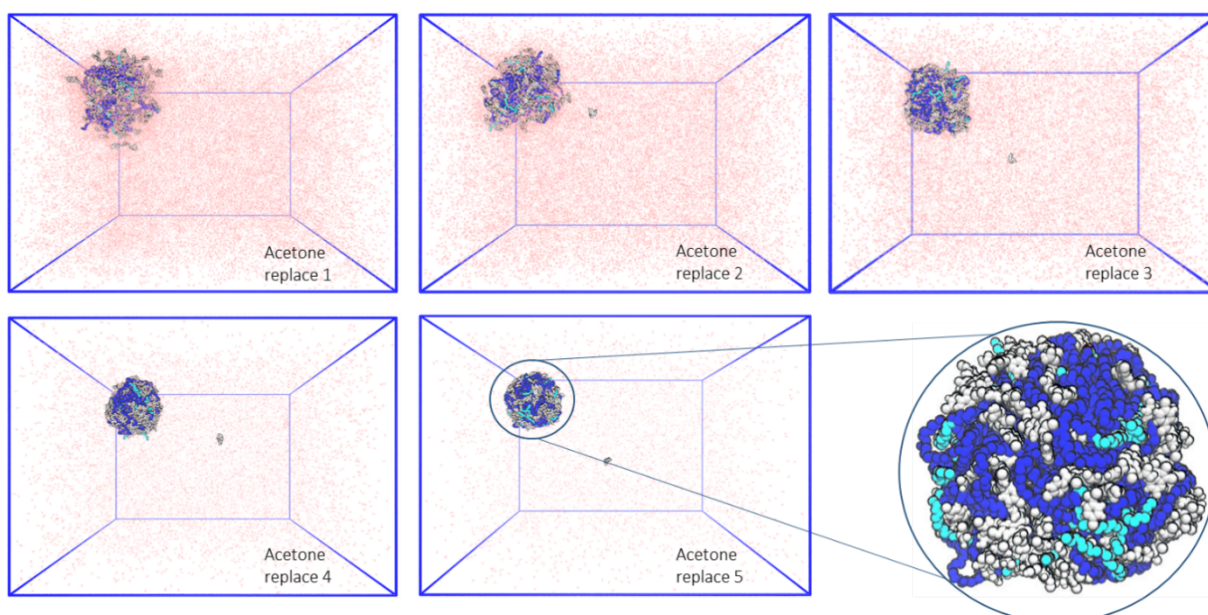 Acetone
replace 1
Acetone
replace 2
Acetone
replace 3
Acetone
replace 4
Acetone
replace 5